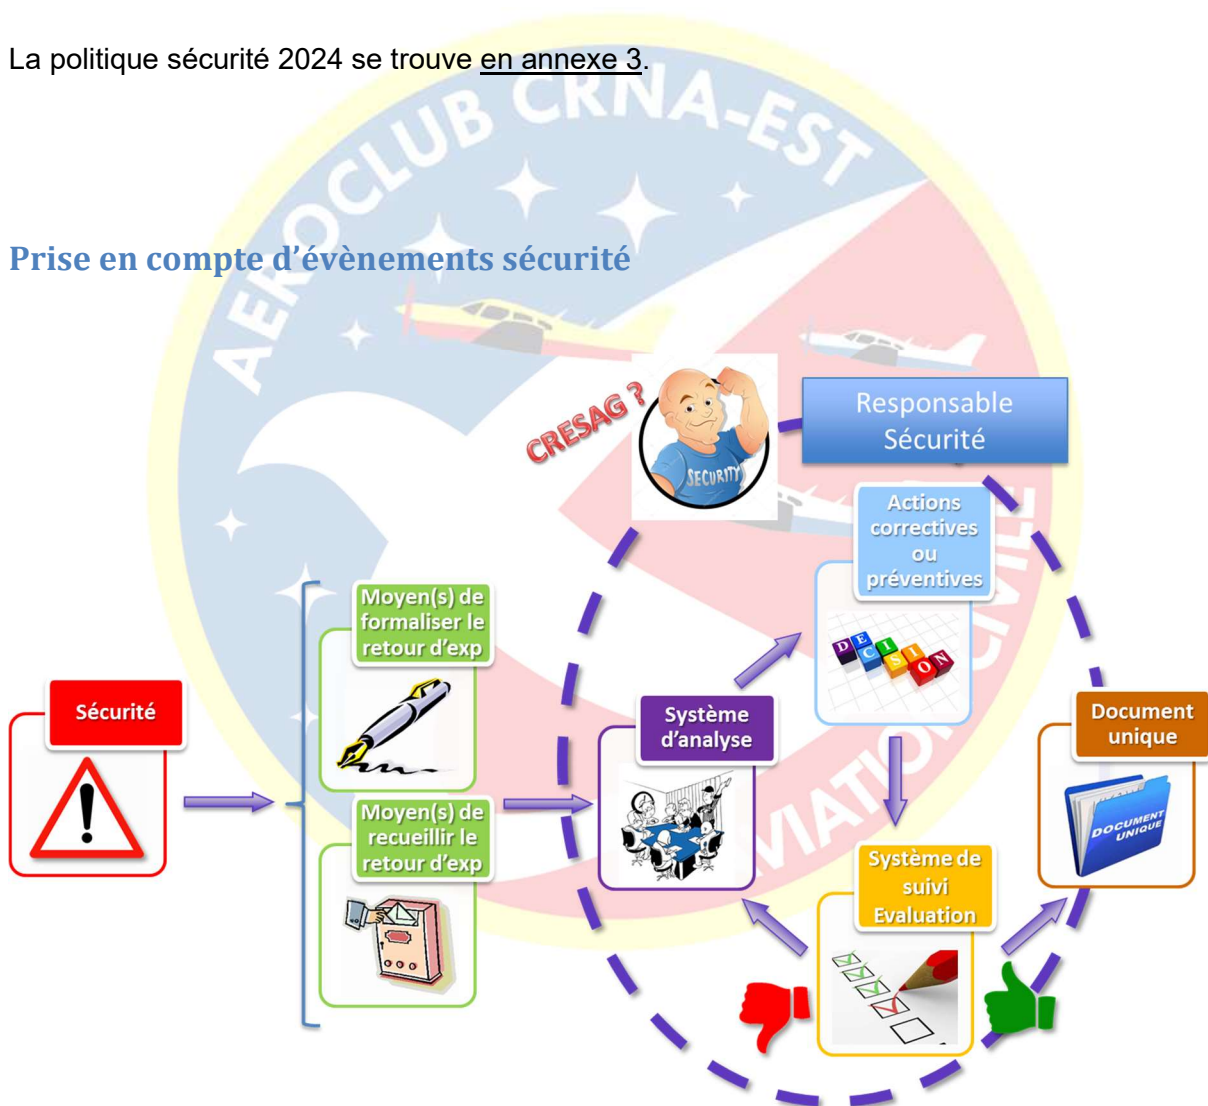 La politique sécurité 2024 se trouve en annexe 3.
AEROCLUB CRNA-EST
Prise en compte d'évènements sécurité
CRESAG ?
SECURITY
Responsable
Sécurité
Actions
correctives
ou
préventives
DECISION
Moyen(s) de
formaliser le
retour d'exp
Sécurité
Système
d'analyse
Document
unique
DOCUMENT
UNIQUE
Moyen(s) de
recueillir le
retour d'exp
Système de
suivi
Evaluation
AVIATION CIVILE